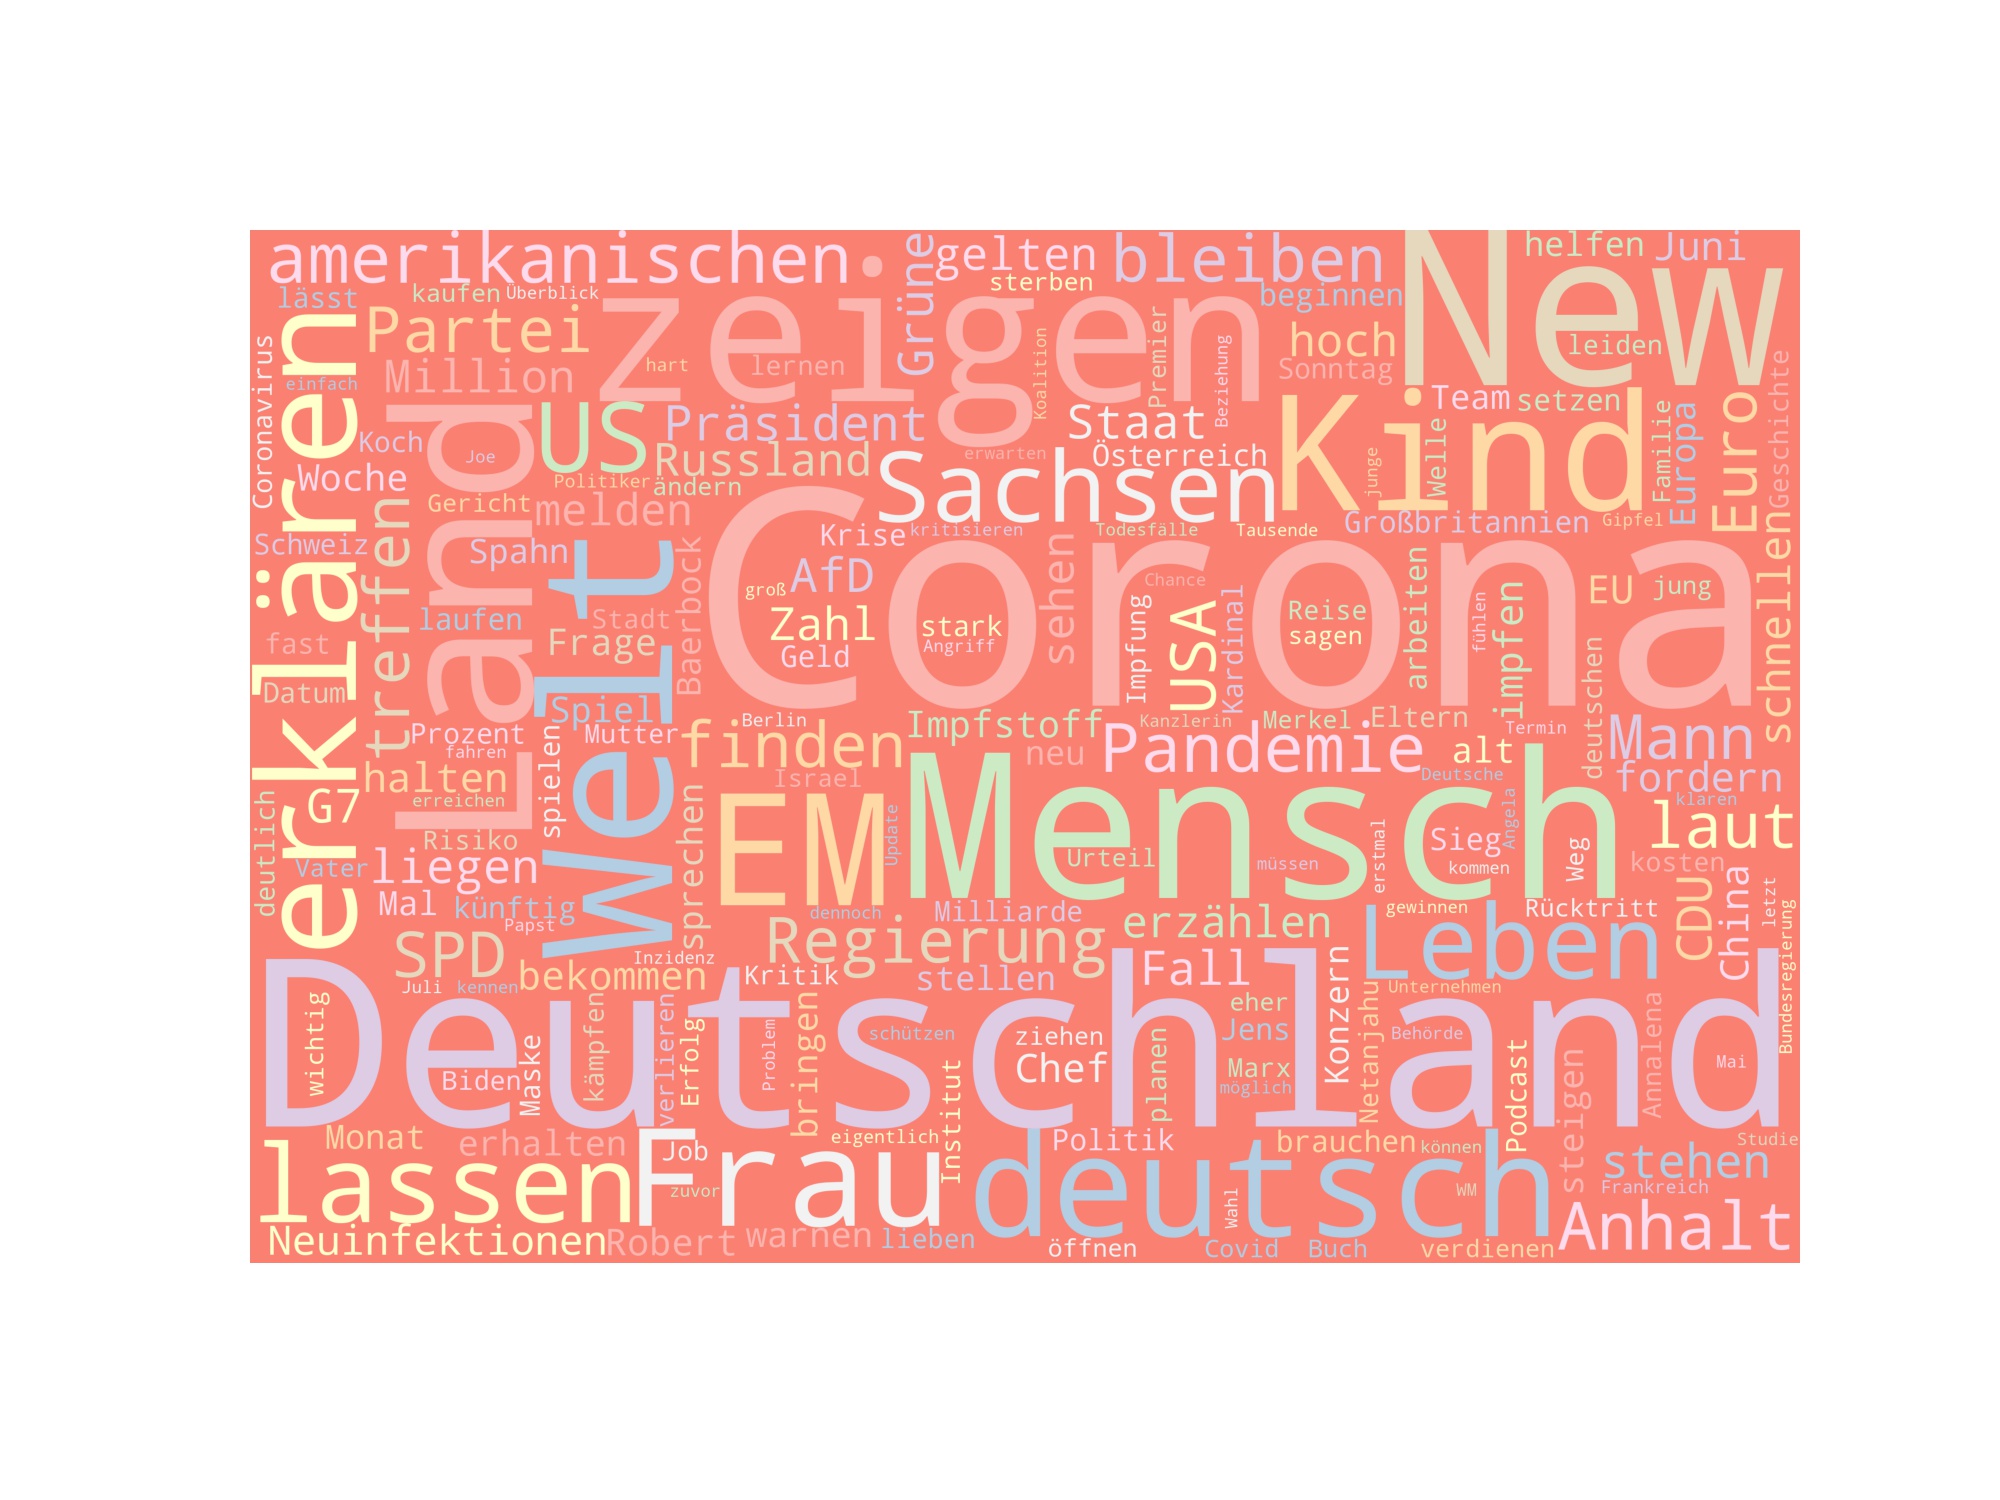 amerikanischen
zeigen
Grüne
gelten
bleiben
New
helfen
Juni
lässt
kaufen
Überblick
sterben
beginnen
Partei
Premier
hoch
leiden
Coronavirus
erklären
einfach
Million
hart
lernen
Koalition
Beziehung
Sonntag
Geschichte
Land
US
Präsident
Staat
Kind
Team
setzen
Familie
Europa
Euro
Koch
Joe
Russland
erwarten
Österreich
junge
Welle
Woche
Politiker
ändern
Sachsen
Gericht
melden
Krise
kritisieren
Todesfälle
Tausende
Großbritannien
Gipfel
schnellen
Schweiz
treffen
Spahn
Welt
Baerbock
AfD
Corona
sehen
Chance
EU
jung
laufen
Stadt
groß
Zahl
stark
Impfung
USA
Kardinal
Reise
arbeiten
fühlen
impfen
deutschen
fast
Frage
Geld
Angriff
sagen
Datum
Spiel
Prozent
Mutter
Berlin
Impfstoff
Kanzlerin
Merkel
Eltern
Termin
Mann
fahren
spielen
finden
neu
Pandemie
alt
Deutsche
fordern
halten
Israel
G7
erreichen
sprechen
EM
Update
Mensch
Angela
klären
laut
deutlich
Risiko
Urteil
müssen
erstmal
Sieg
kommen
Weg
kosten
Vater
liegen
Mal
künftig
Papst
dennoch
Milliarde
erzählen
gewinnen
Rücktritt
CDU
China
letzt
Bundesregierung
SPD
Inzidenz
Regierung
Leben
Juli
kennen
bekommen
Kritik
stellen
Fall
Konzern
Unternehmen
Deutschland
wichtig
kämpfen
verlieren
Erfolg
Problem
bringen
schützen
ziehen
eher
Jens
Netanjahu
Behörde
Podcast
Annalena
Mai
Biden
Maske
Chef
planen
Marx
möglich
steigen
Institut
Monat
erhalten
Job
eigentlich
Politik
brauchen
können
Studie
lassen
Frau
zuvor
deutsch
Wahl
WM
stehen
Frankreich
Anhalt
Neuinfektionen
Robert
warnen
lieben
öffnen
Covid
Buch
verdienen